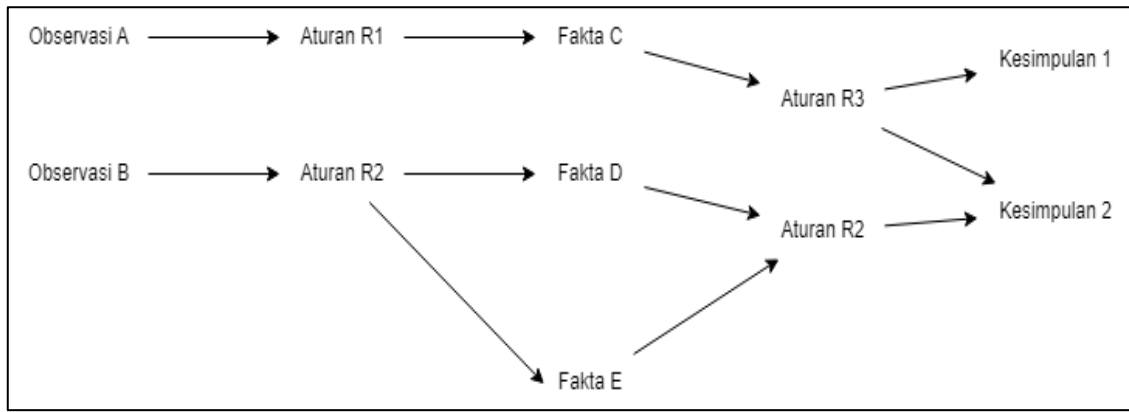 Observasi A
Aturan R1
Fakta C
Kesimpulan 1
Aturan R3
Observasi B
Aturan R2
Fakta D
Kesimpulan 2
Aturan R2
Fakta E